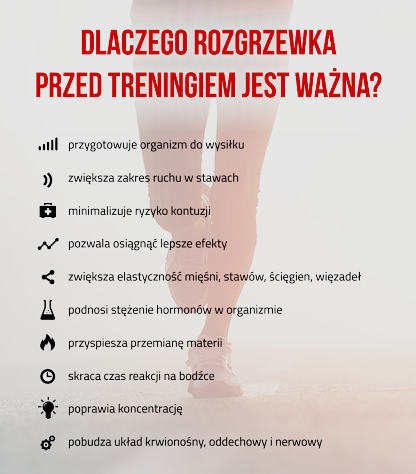 DLACZEGO ROZGRZEWKA
PRZED TRENINGIEM JEST WAŻNA?
przygotowuje organizm do wysiłku
zwiększa zakres ruchu w stawach
minimalizuje ryzyko kontuzji
pozwala osiągnąć lepsze efekty
zwiększa elastyczność mięśni, stawów, ścięgien, więzadeł
podnosi stężenie hormonów w organizmie
przyspiesza przemianę materii
skraca czas reakcji na bodźce
poprawia koncentrację
pobudza układ krwionośny, oddechowy i nerwowy